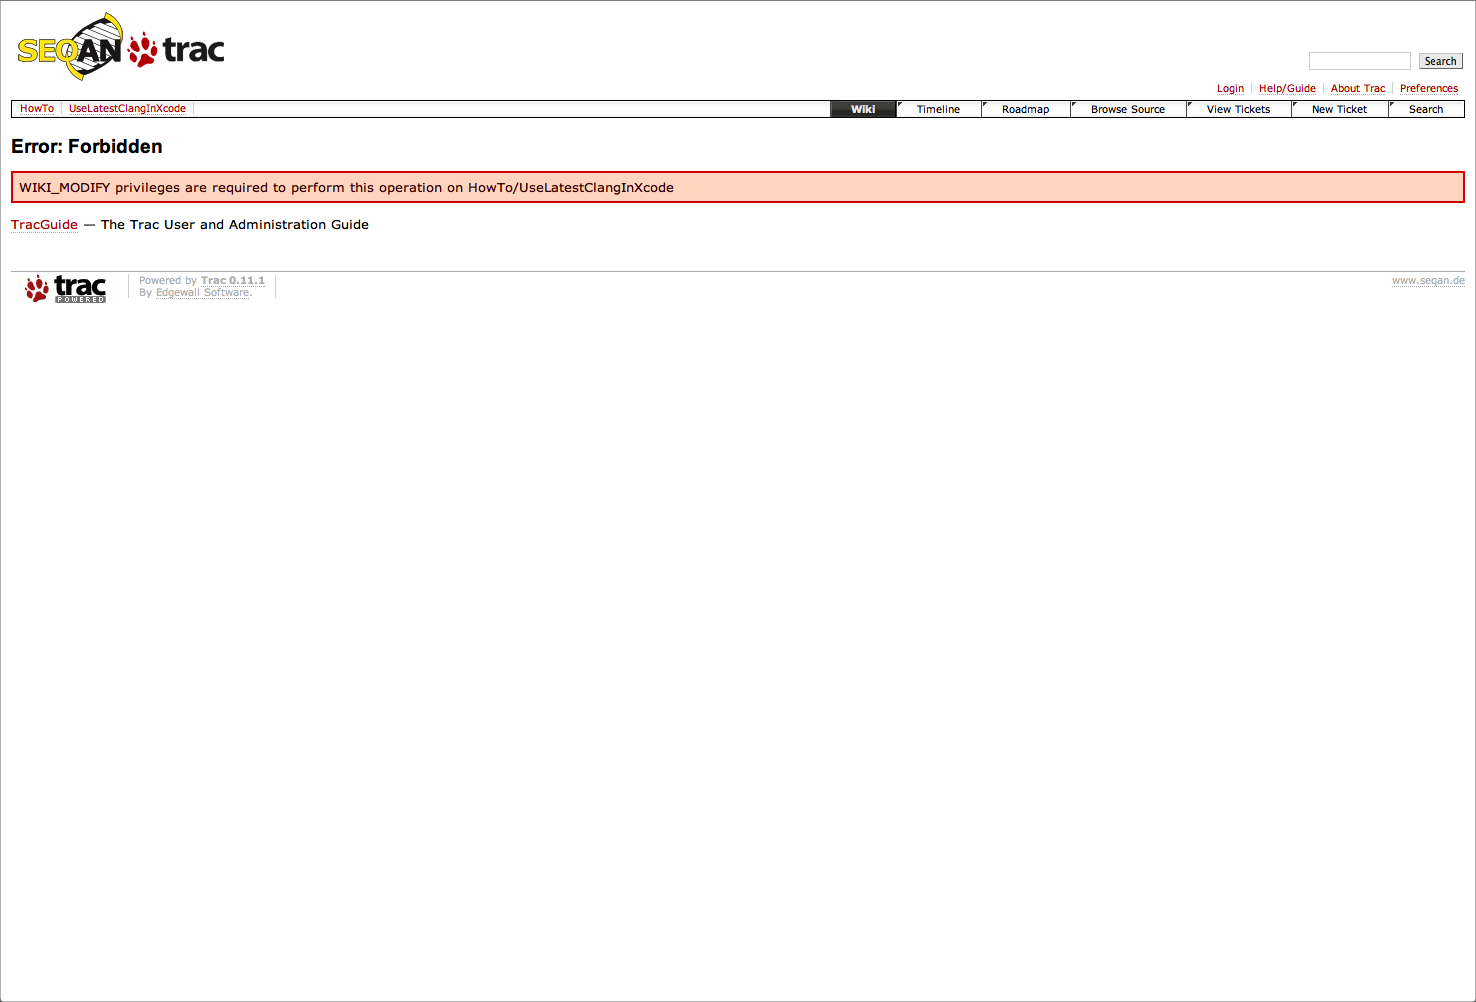 SEQAN trac
Search
Login Help/Guide About Trac Preferences
HowTo UseLatestClangInXcode Wiki Timeline Roadmap Browse Source View Tickets New Ticket Search
Error: Forbidden
WIKI_MODIFY privileges are required to perform this operation on HowTo/UseLatestClangInXcode
TracGuide — The Trac User and Administration Guide
trac POWERED
Powered by Trac 0.11.1
By Edgewall Software.
www.seqan.de